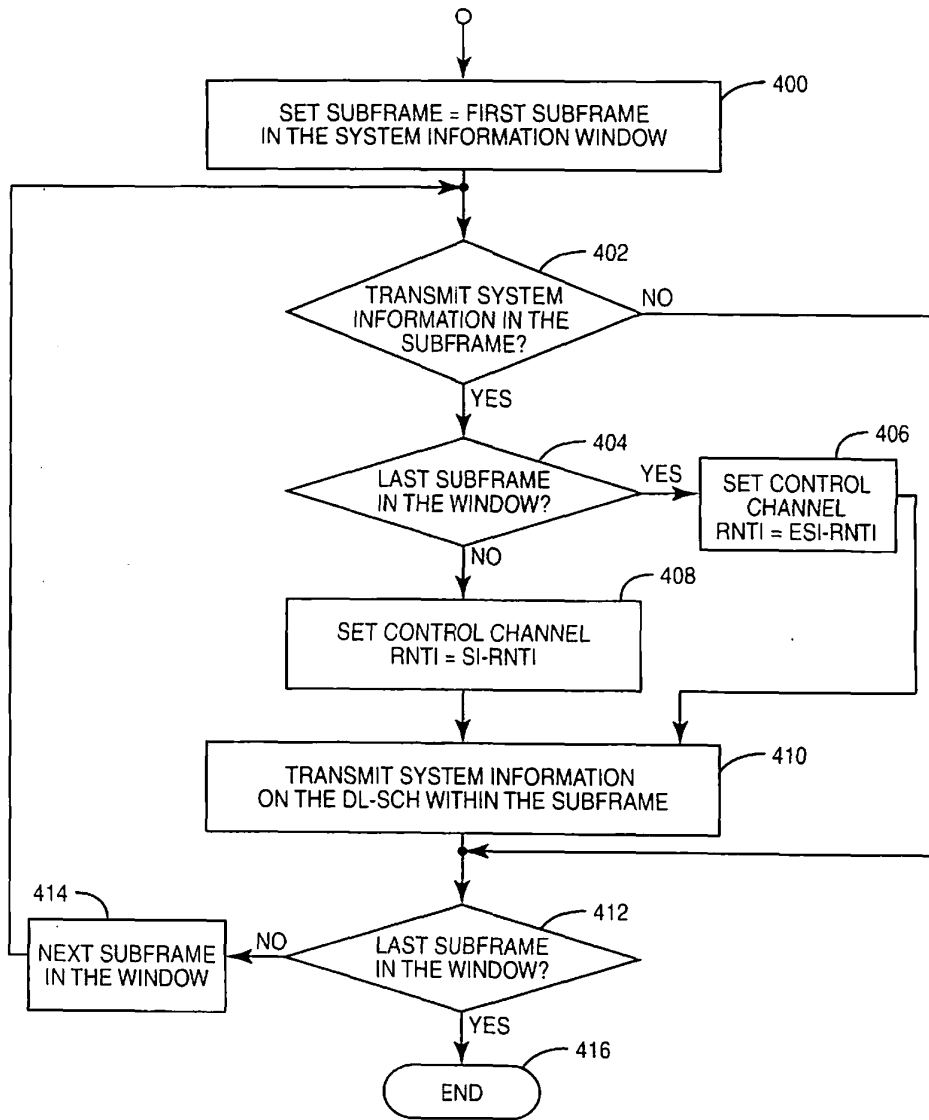 400
SET SUBFRAME = FIRST SUBFRAME
IN THE SYSTEM INFORMATION WINDOW
402
TRANSMIT SYSTEM
INFORMATION IN THE
SUBFRAME?
NO
YES
404
LAST SUBFRAME
IN THE WINDOW?
YES
406
SET CONTROL
CHANNEL
RNTI = ESI-RNTI
NO
408
SET CONTROL CHANNEL
RNTI = SI-RNTI
410
TRANSMIT SYSTEM INFORMATION
ON THE DL-SCH WITHIN THE SUBFRAME
412
LAST SUBFRAME
IN THE WINDOW?
NO
414
NEXT SUBFRAME
IN THE WINDOW
YES
416
END